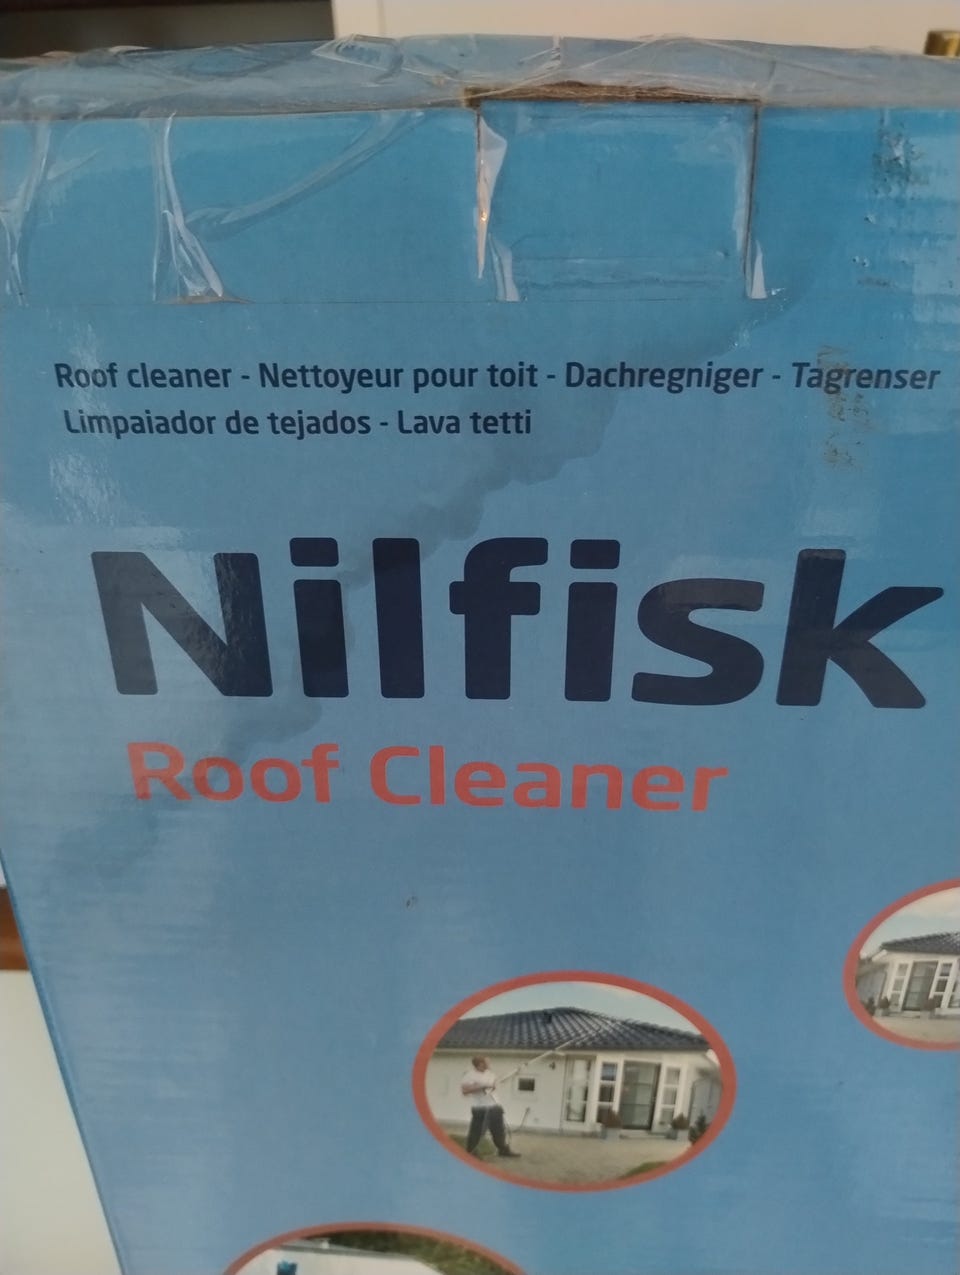 Roof cleaner - Nettoyeur pour toit - Dachregniger - Tagrenser
Limpaiador de tejados - Lava tetti
Nilfisk
Roof Cleaner